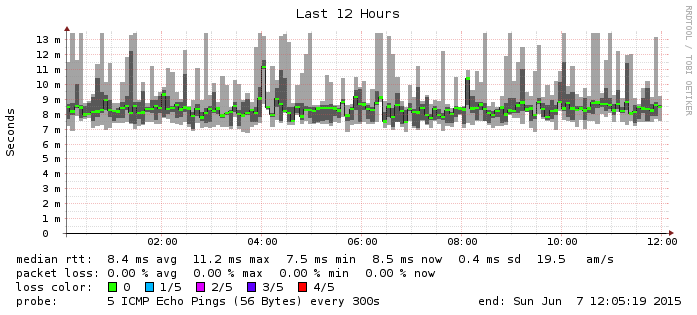 Last 12 Hours
RRDTOOL / TOBI OETIKER
Seconds
13 m
12 m
11 m
10 m
9 m
8 m
7 m
6 m
5 m
4 m
3 m
2 m
1 m
0
02:00 04:00 06:00 08:00 10:00 12:00
median rtt: 8.4 ms avg 11.2 ms max 7.5 ms min 8.5 ms now 0.4 ms sd 19.5 am/s
packet loss: 0.00 % avg 0.00 % max 0.00 % min 0.00 % now
loss color: 0 1/5 2/5 3/5 4/5
probe: 5 ICMP Echo Pings (56 Bytes) every 300s end: Sun Jun 7 12:05:19 2015